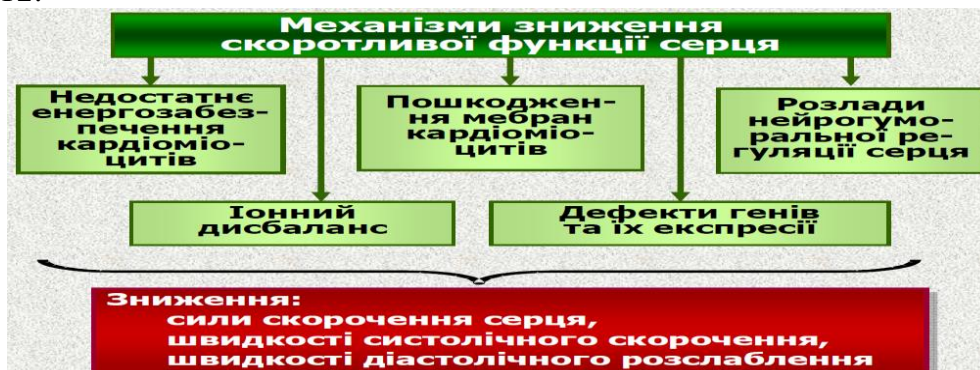 12.
Механізми зниження
скоротливої функції серця
Недостатнє
енергозабез-
печення
кардіоміо-
цитів
Пошкоджен-
ня мебран
кардіоміо-
цитів
Розлади
нейрогумо-
ральної ре-
гуляції серця
Іонний
дисбаланс
Дефекти генів
та їх експресії
Зниження:
сили скорочення серця,
швидкості систолічного скорочення,
швидкості діастолічного розслаблення